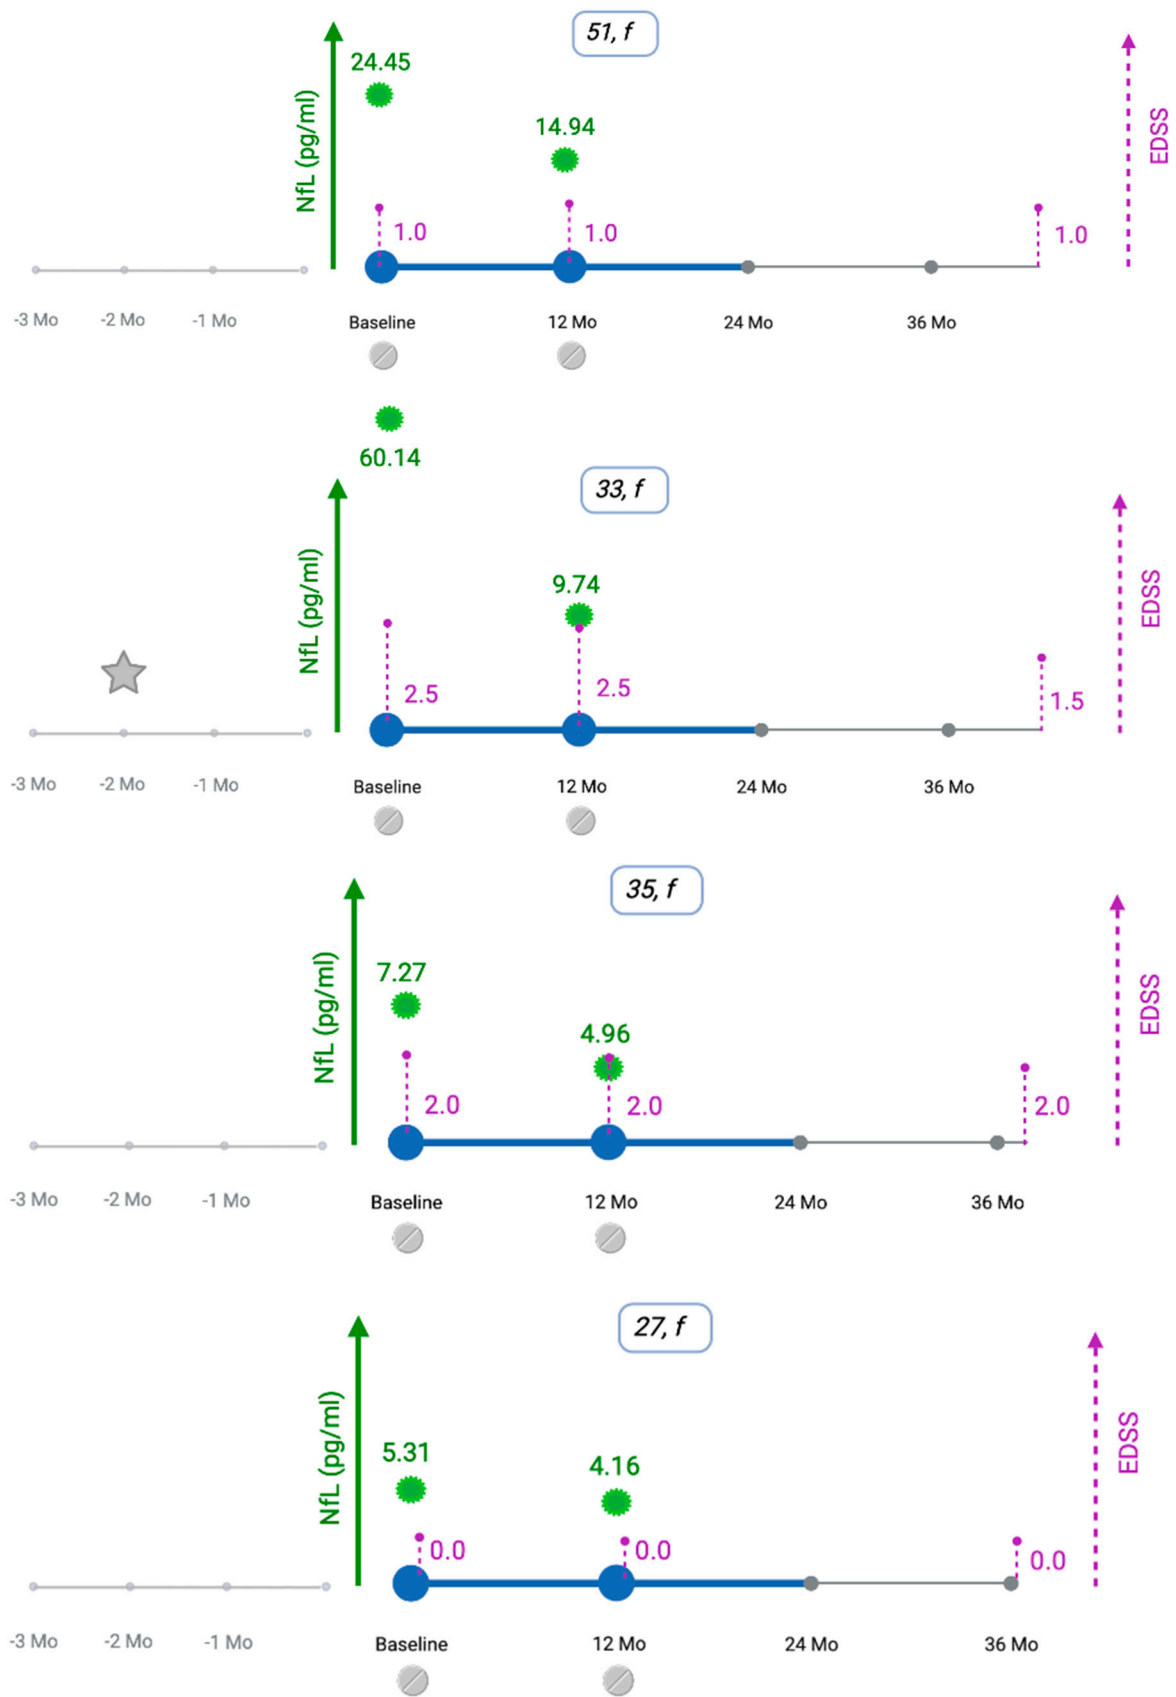 51, f
24.45
14.94
NfL (pg/ml)
EDSS
1.0
1.0
1.0
-3 Mo
-2 Mo
-1 Mo
Baseline
12 Mo
24 Mo
36 Mo
60.14
33, f
9.74
NfL (pg/ml)
EDSS
2.5
2.5
1.5
-3 Mo
-2 Mo
-1 Mo
Baseline
12 Mo
24 Mo
36 Mo
35, f
7.27
4.96
NfL (pg/ml)
EDSS
2.0
2.0
2.0
-3 Mo
-2 Mo
-1 Mo
Baseline
12 Mo
24 Mo
36 Mo
27, f
5.31
4.16
NfL (pg/ml)
EDSS
0.0
0.0
0.0
-3 Mo
-2 Mo
-1 Mo
Baseline
12 Mo
24 Mo
36 Mo